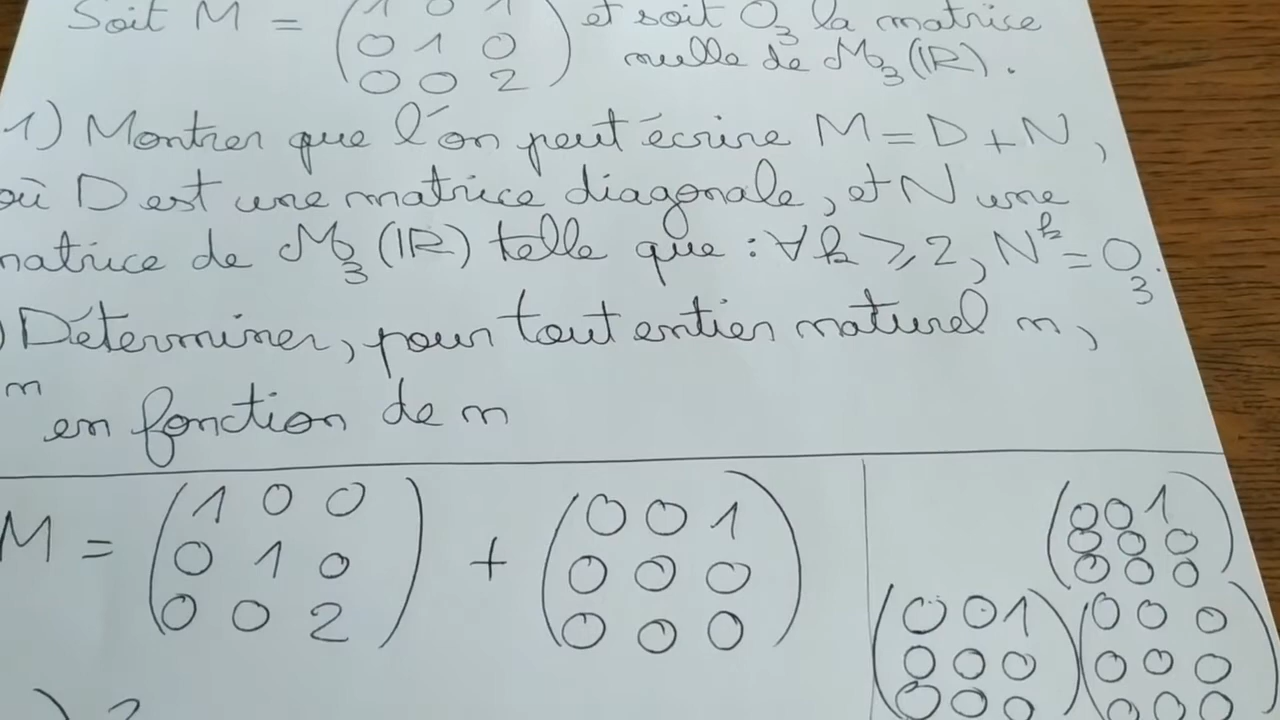 Soit M = (1 0 1 et soit O₃ la matrice
0 1 0 nulle de M₃(IR).
0 0 2)
1) Montrer que l'on peut écrire M = D + N,
où D est une matrice diagonale, et N une
matrice de M₃(IR) telle que : ∀k ⩾ 2, Nᵏ = O₃.
) Déterminer, pour tout entier naturel n,
ⁿ en fonction de n
M = (1 0 0 + (0 0 1
0 1 0 0 0 0
0 0 2) 0 0 0)
(0 0 1
0 0 0
0 0 0)
(0 0 1 (0 0 0
0 0 0 0 0 0
0 0 0 0 0 0
) 2